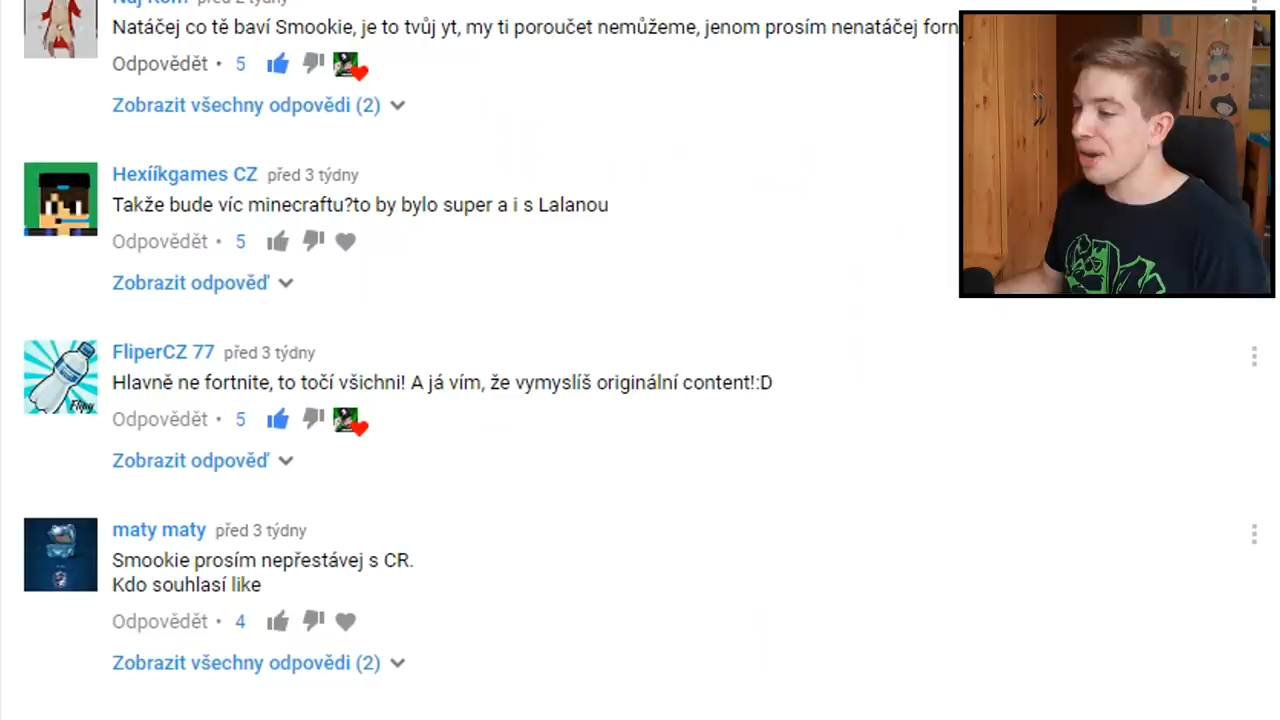 Natáčej co tě baví Smookie, je to tvůj yt, my ti poroučet nemůžeme, jenom prosím nenatáčej
Odpovědět • 5
Zobrazit všechny odpovědi (2)
Hexííkgames CZ před 3 týdny
Takže bude víc minecraftu?to by bylo super a i s Lalanou
Odpovědět • 5
Zobrazit odpověď
FliperCZ 77 před 3 týdny
Hlavně ne fortnite, to točí všichni! A já vím, že vymyslíš originální content!:D
Odpovědět • 5
Zobrazit odpověď
Flipy
maty maty před 3 týdny
Smookie prosím nepřestávej s CR.
Kdo souhlasí like
Odpovědět • 4
Zobrazit všechny odpovědi (2)